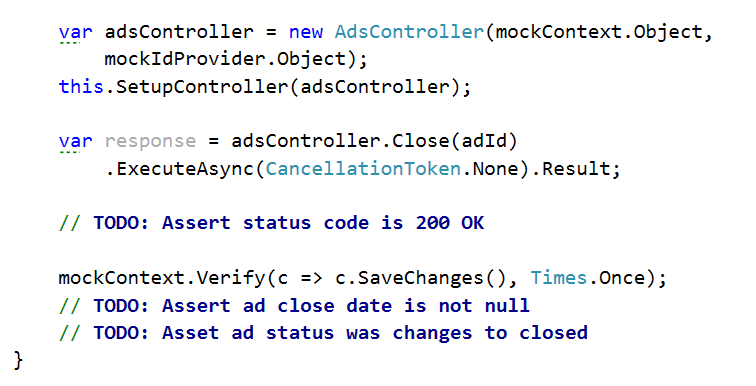 var adsController = new AdsController(mockContext.Object,
mockIdProvider.Object);
this.SetupController(adsController);
var response = adsController.Close(adId)
.ExecuteAsync(CancellationToken.None).Result;
// TODO: Assert status code is 200 OK
mockContext.Verify(c => c.SaveChanges(), Times.Once);
// TODO: Assert ad close date is not null
// TODO: Asset ad status was changes to closed
}